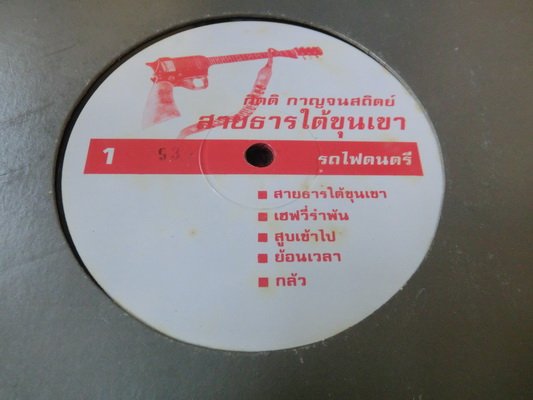 กิตติ กาญจนสถิตย์
สายธารใต้ขุนเขา
1 93 รถไฟดนตรี
สายธารใต้ขุนเขา
เฮฟวี่รำพัน
สูบเข้าไป
ย้อนเวลา
กลัว